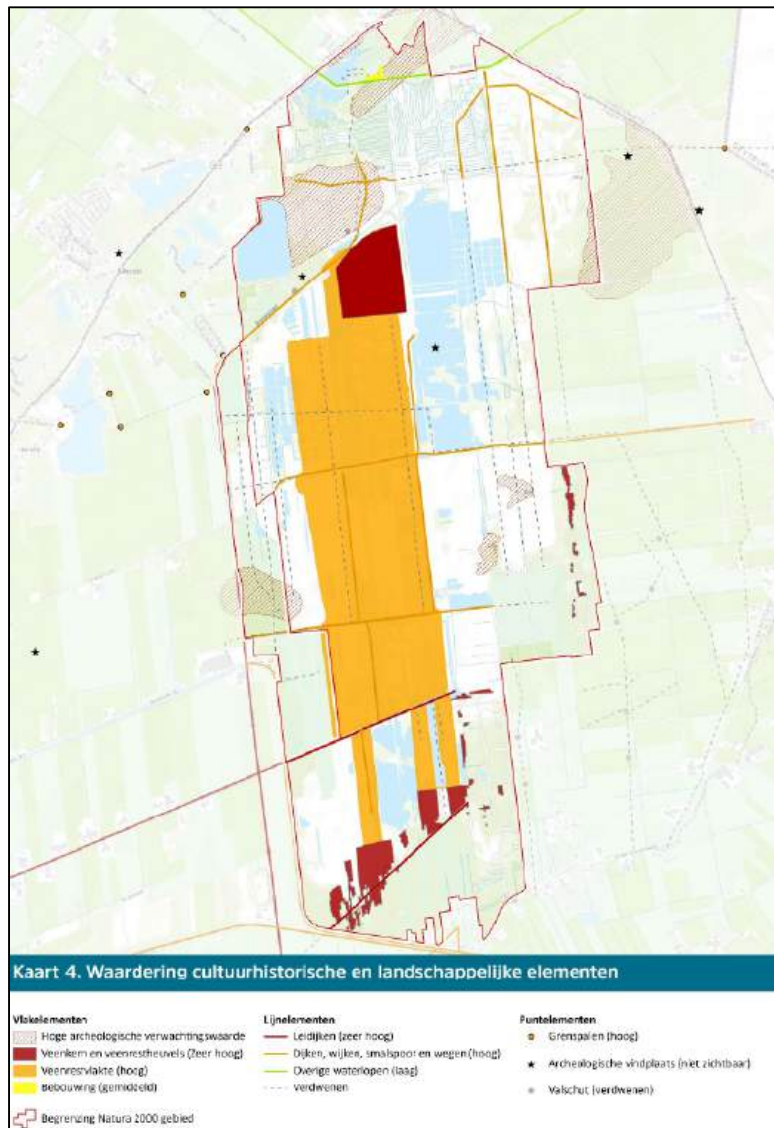 Kaart 4. Waardering cultuurhistorische en landschappelijke elementen
Vlakelementen
Hoge archeologische verwachtingswaarde
Veenkern en veenrestheuvels (Zeer hoog)
Veenrestvlakte (hoog)
Bebouwing (gemiddeld)
Begrenzing Natura 2000 gebied
Lijnelementen
Leidijken (zeer hoog)
Dijken, wijken, smalspoor en wegen (hoog)
Overige waterlopen (laag)
Verdwenen
Puntelementen
Grenspalen (hoog)
Archeologische vindplaats (niet zichtbaar)
Valschut (verdwenen)